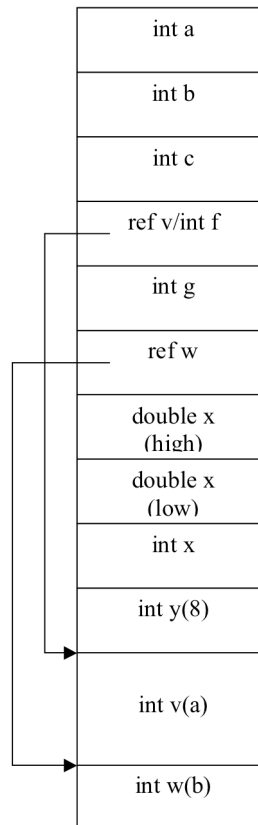 int a
int b
int c
ref v/int f
int g
ref w
double x
(high)
double x
(low)
int x
int y(8)
int v(a)
int w(b)